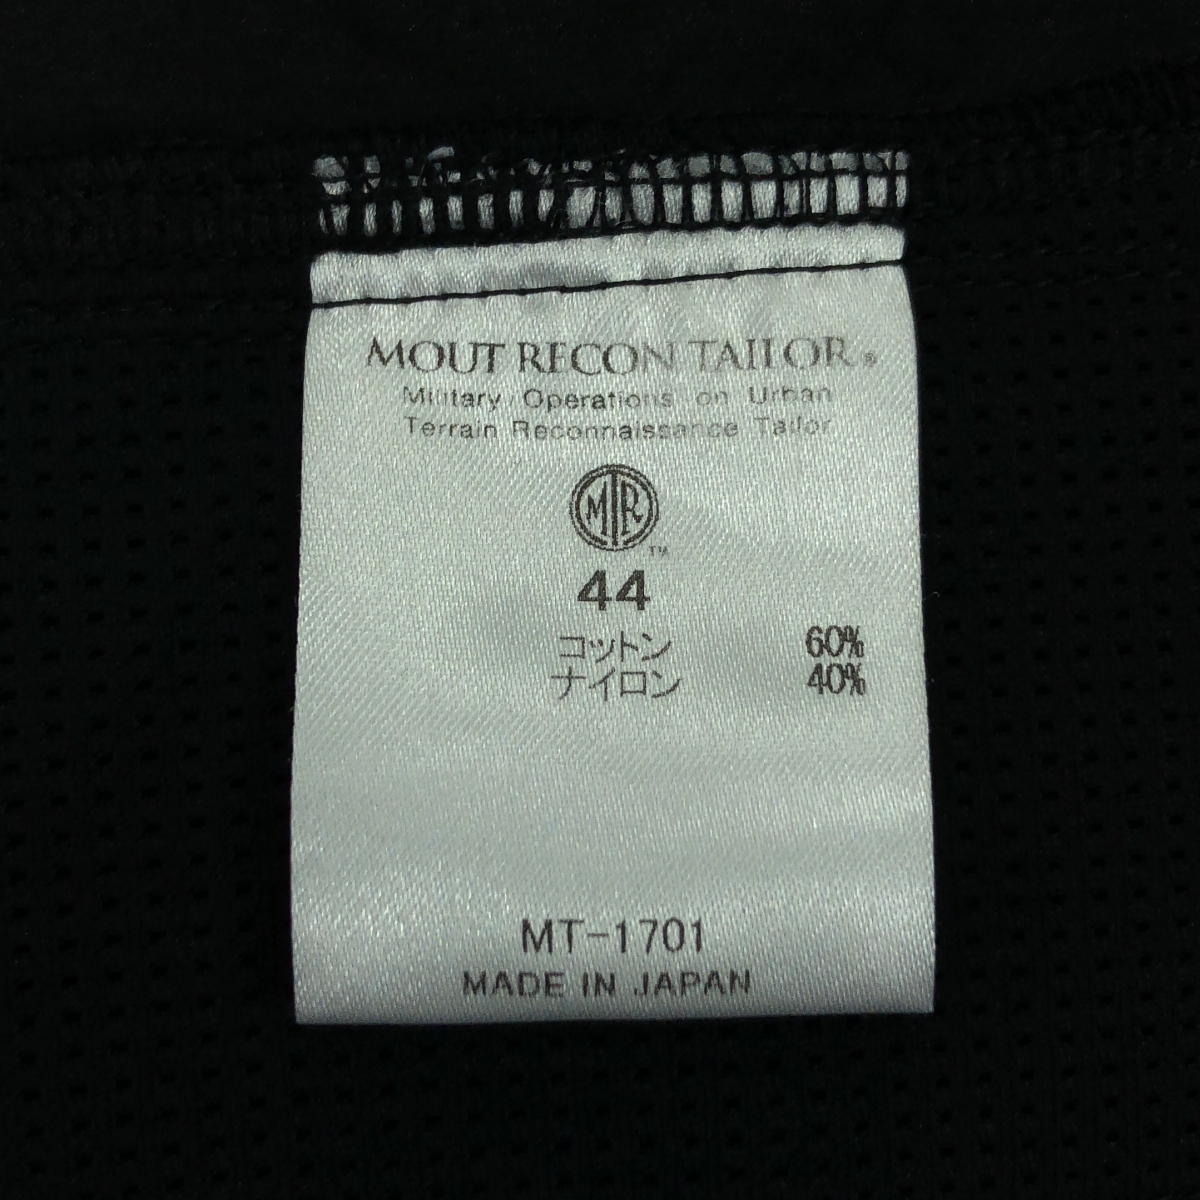 MOUT RECON TAILOR®
Military Operations on Urban
Terrain Reconnaissance Tailor
MTR
TM
44
コットン 60%
ナイロン 40%
MT-1701
MADE IN JAPAN